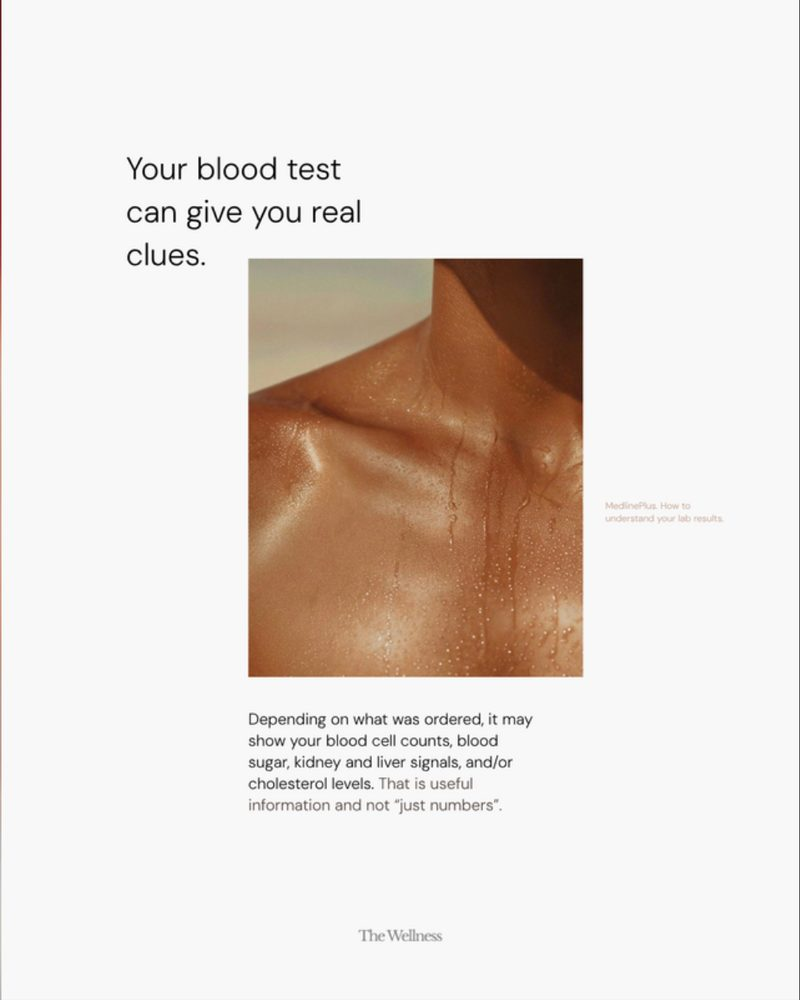 Your blood test
can give you real
clues.
MedlinePlus. How to
understand your lab results.
Depending on what was ordered, it may
show your blood cell counts, blood
sugar, kidney and liver signals, and/or
cholesterol levels. That is useful
information and not “just numbers”.
The Wellness